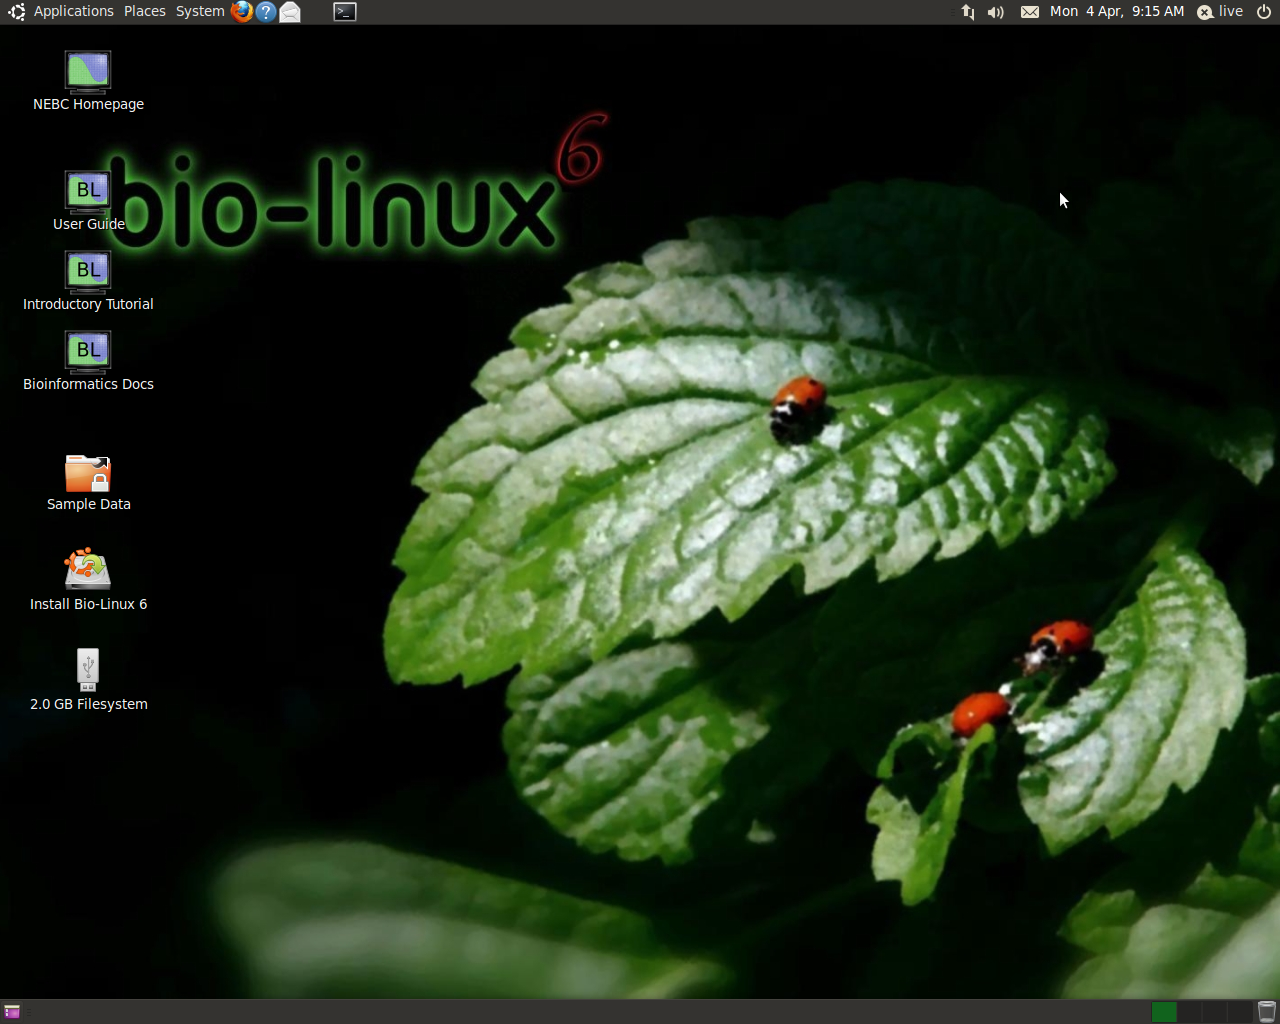 Applications Places System
Mon 4 Apr, 9:15 AM live
NEBC Homepage
bio-linux 6
BL
User Guide
BL
Introductory Tutorial
BL
Bioinformatics Docs
Sample Data
Install Bio-Linux 6
2.0 GB Filesystem